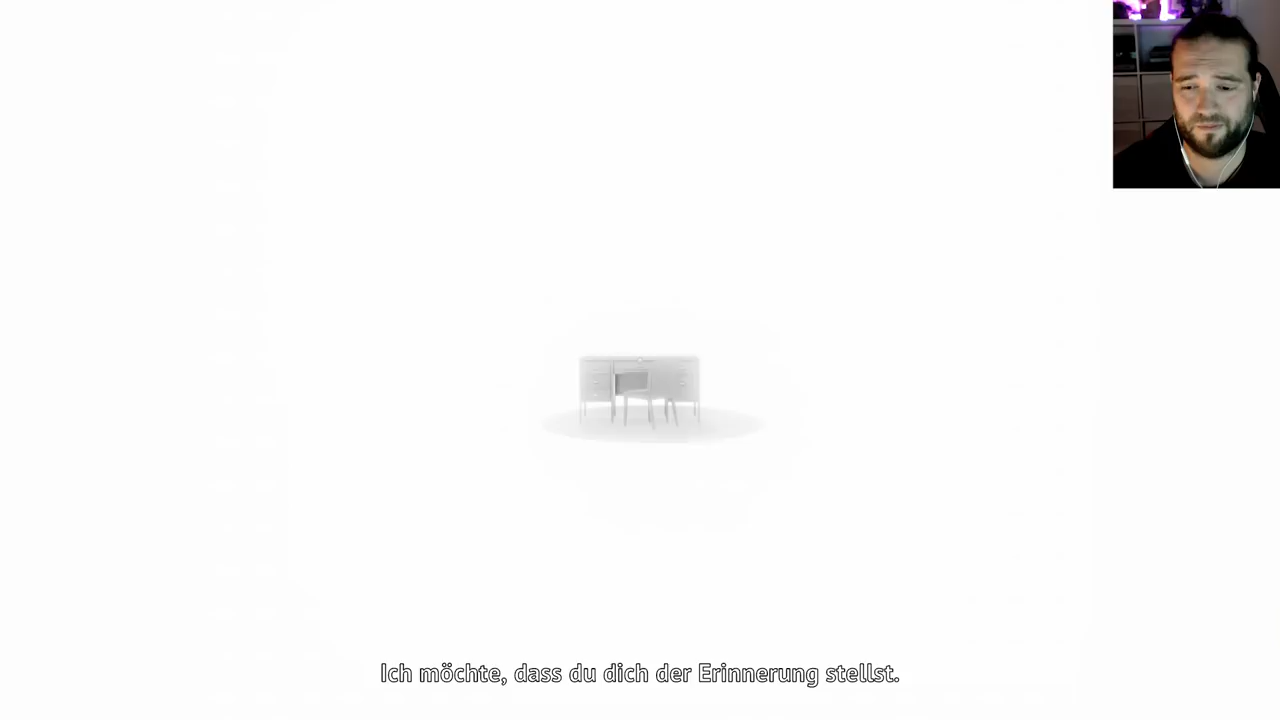 Ich möchte, dass du dich der Erinnerung stellst.